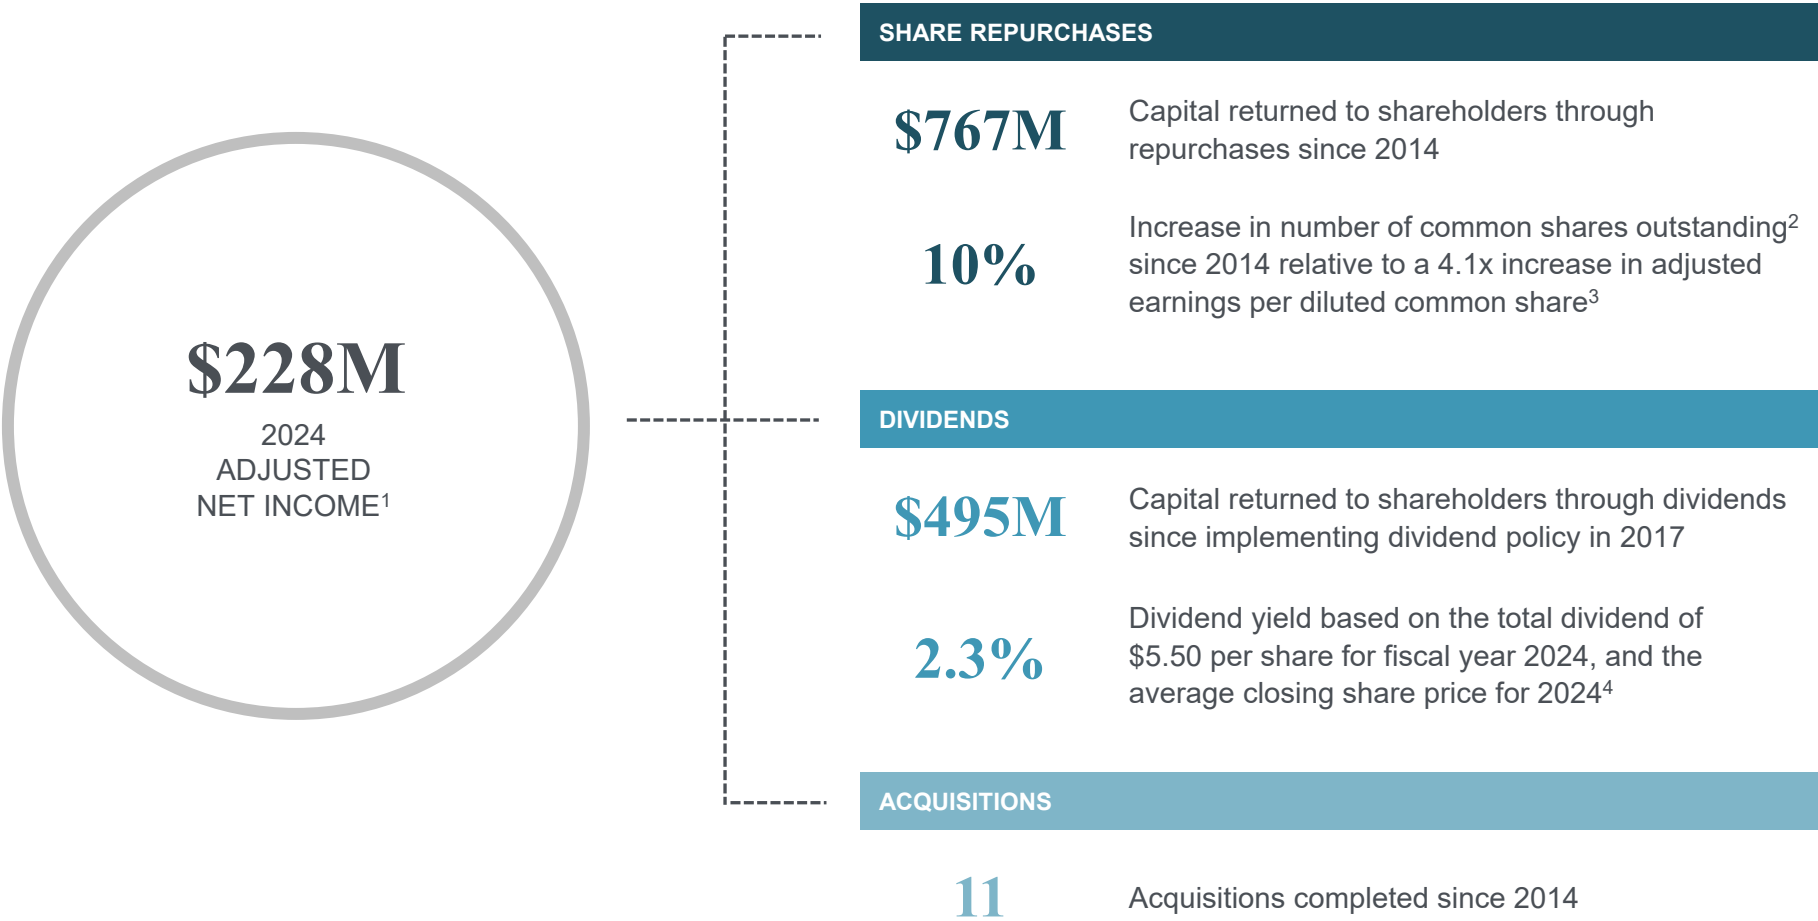 $228M
2024
ADJUSTED
NET INCOME¹
SHARE REPURCHASES
$767M
Capital returned to shareholders through
repurchases since 2014
10%
Increase in number of common shares outstanding²
since 2014 relative to a 4.1x increase in adjusted
earnings per diluted common share³
DIVIDENDS
$495M
Capital returned to shareholders through dividends
since implementing dividend policy in 2017
2.3%
Dividend yield based on the total dividend of
$5.50 per share for fiscal year 2024, and the
average closing share price for 2024⁴
ACQUISITIONS
11
Acquisitions completed since 2014